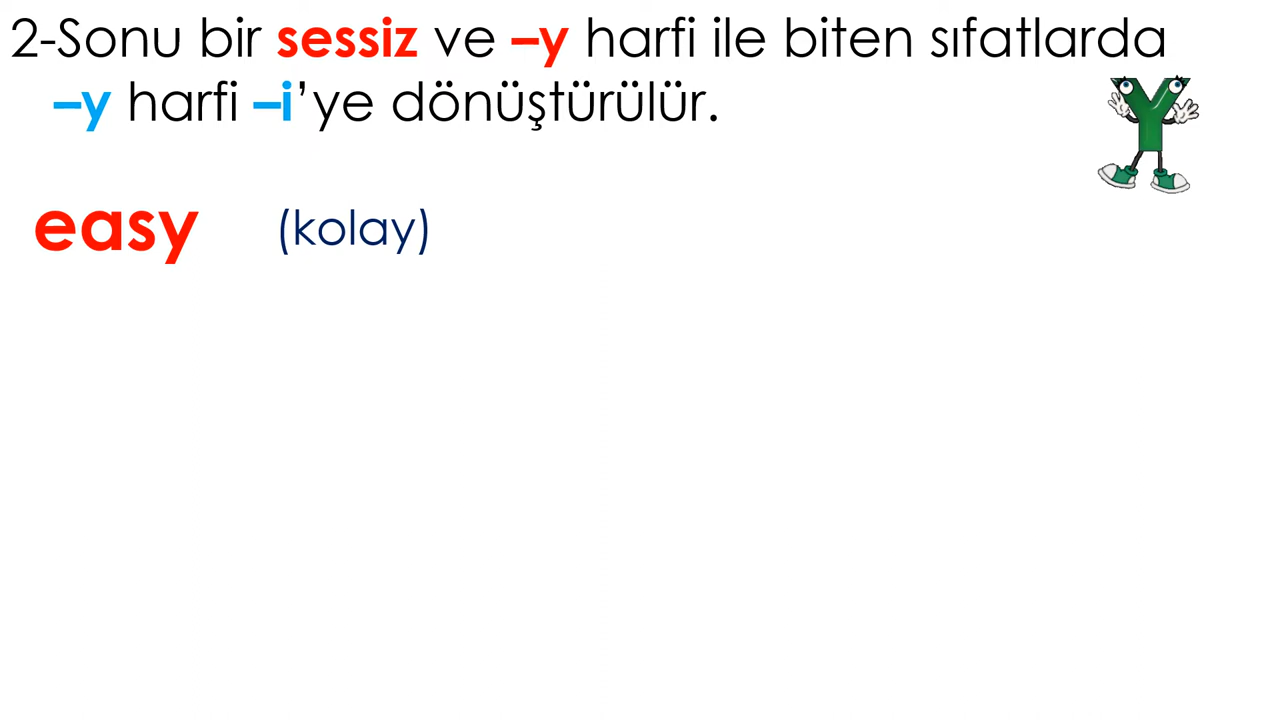 2-Sonu bir sessiz ve –y harfi ile biten sıfatlarda
–y harfi –i’ye dönüştürülür.
easy (kolay)